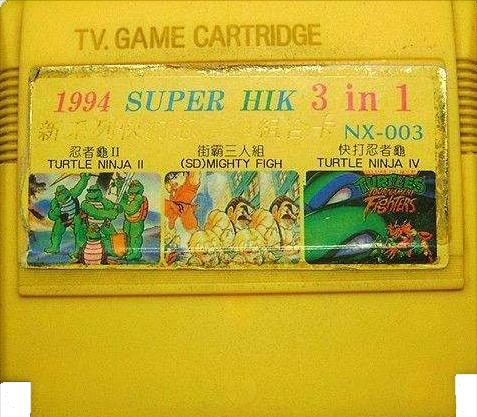 TV. GAME CARTRIDGE
1994 SUPER HIK 3 in 1
NX-003
忍者龜II 街霸三人組 快打忍者龜
TURTLE NINJA II (SD)MIGHTY FIGH TURTLE NINJA IV
TURTLES
TOURNAMENT
FIGHTERS